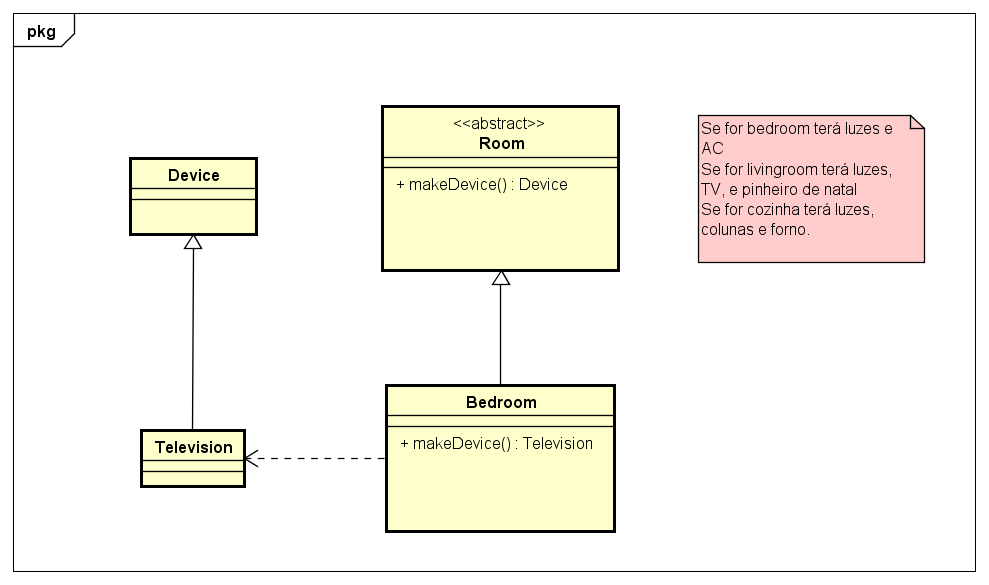 pkg
<<abstract>>
Room
+ makeDevice() : Device
Device
Se for bedroom terá luzes e
AC
Se for livingroom terá luzes,
TV, e pinheiro de natal
Se for cozinha terá luzes,
colunas e forno.
Bedroom
+ makeDevice() : Television
Television